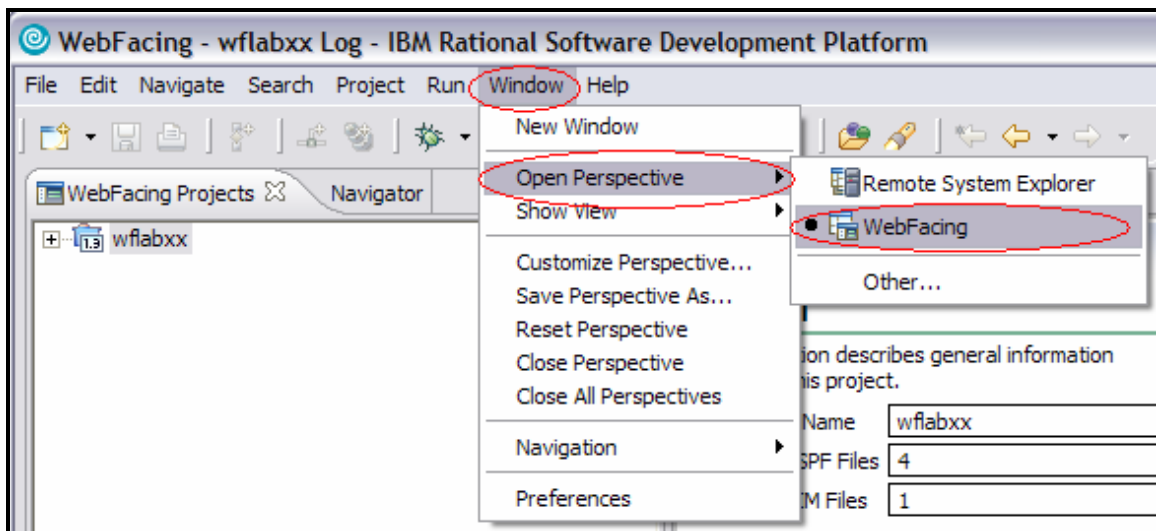 WebFacing - wflabxx Log - IBM Rational Software Development Platform
File Edit Navigate Search Project Run Window Help
New Window
Open Perspective
Remote System Explorer
WebFacing Projects
Navigator
Show View
WebFacing
1.3 wflabxx
Customize Perspective...
Other...
Save Perspective As...
Reset Perspective
Close Perspective
ion describes general information
his project.
Close All Perspectives
Name wflabxx
Navigation
SPF Files 4
Preferences
M Files 1